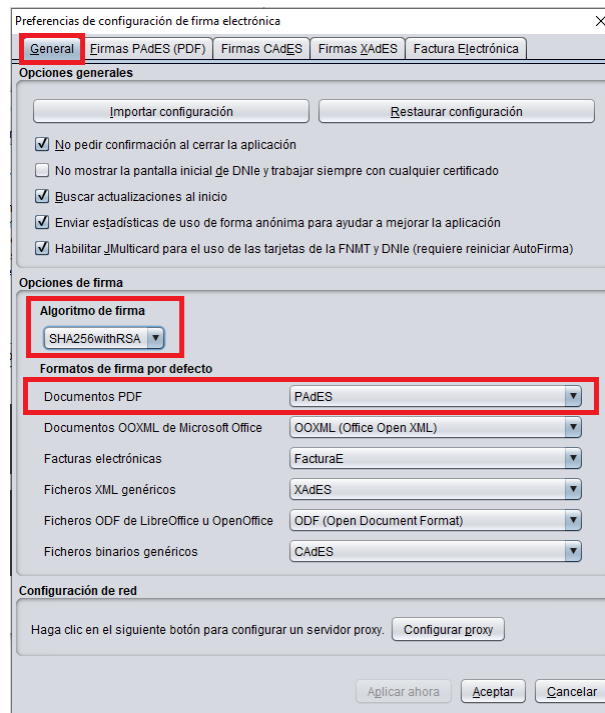 Preferencias de configuración de firma electrónica
General Firmas PAdES (PDF) Firmas CAdES Firmas XAdES Factura Electrónica
Opciones generales
Importar configuración Restaurar configuración
No pedir confirmación al cerrar la aplicación
No mostrar la pantalla inicial de DNIe y trabajar siempre con cualquier certificado
Buscar actualizaciones al inicio
Enviar estadísticas de uso de forma anónima para ayudar a mejorar la aplicación
Habilitar JMulticard para el uso de las tarjetas de la FNMT y DNIe (requiere reiniciar AutoFirma)
Opciones de firma
Algoritmo de firma
SHA256withRSA
Formatos de firma por defecto
Documentos PDF PAdES
Documentos OOXML de Microsoft Office OOXML (Office Open XML)
Facturas electrónicas FacturaE
Ficheros XML genéricos XAdES
Ficheros ODF de LibreOffice u OpenOffice ODF (Open Document Format)
Ficheros binarios genéricos CAdES
Configuración de red
Haga clic en el siguiente botón para configurar un servidor proxy. Configurar proxy
Aplicar ahora Aceptar Cancelar